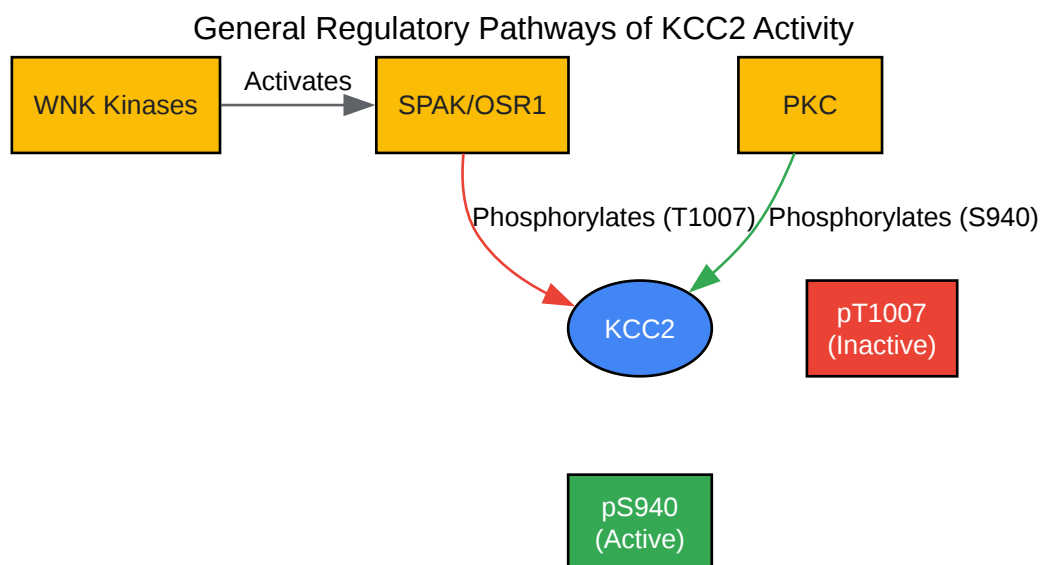 General Regulatory Pathways of KCC2 Activity
WNK Kinases
Activates
SPAK/OSR1
PKC
Phosphorylates (T1007)
Phosphorylates (S940)
KCC2
pT1007
(Inactive)
pS940
(Active)